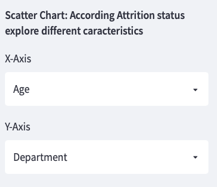 Scatter Chart: According Attrition status
explore different caracteristics
X-Axis
Age
Y-Axis
Department